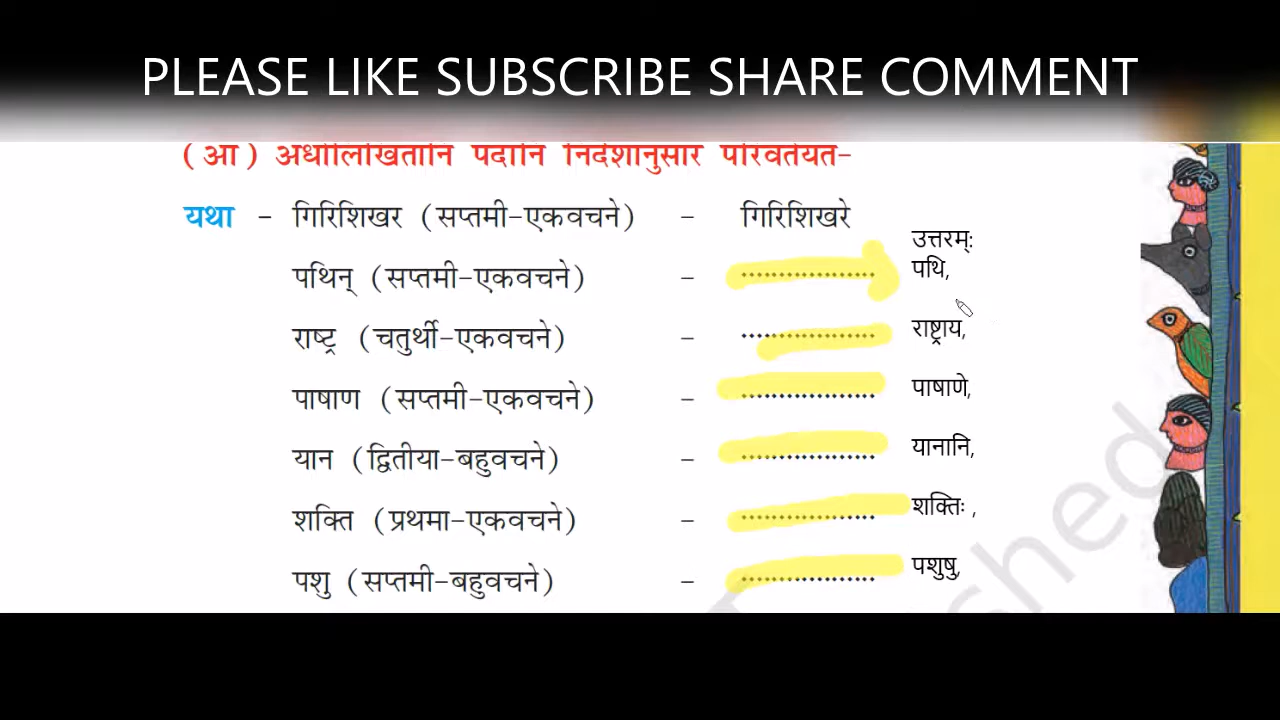 PLEASE LIKE SUBSCRIBE SHARE COMMENT
(आ) अधोलिखितानि पदानि निर्देशानुसारं परिवर्तयत-
यथा - गिरिशिखर (सप्तमी-एकवचने) - गिरिशिखरे
उत्तरम्:
पथिन् (सप्तमी-एकवचने) - .................. पथि,
राष्ट्र (चतुर्थी-एकवचने) - .................. राष्ट्राय,
पाषाण (सप्तमी-एकवचने) - .................. पाषाणे,
यान (द्वितीया-बहुवचने) - .................. यानानि,
शक्ति (प्रथमा-एकवचने) - .................. शक्तिः ,
पशु (सप्तमी-बहुवचने) - .................. पशुषु,
shed